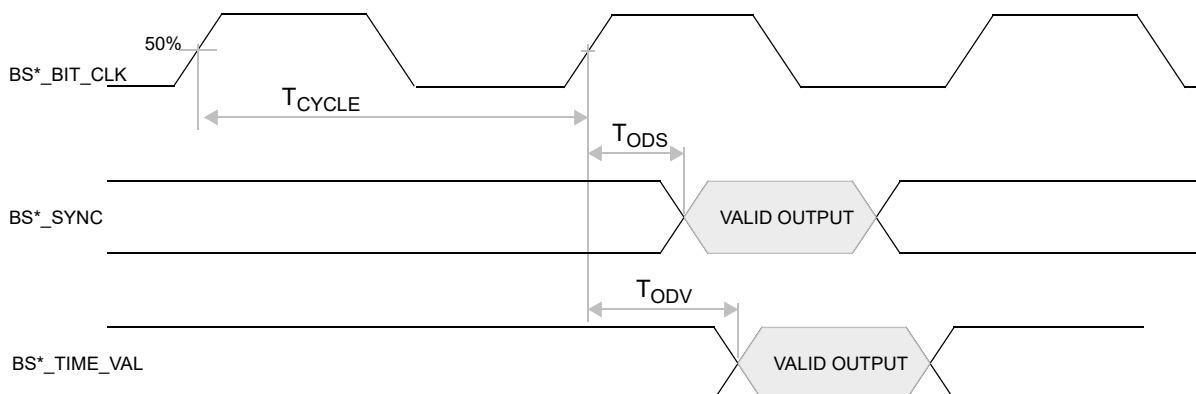 50%
BS*_BIT_CLK
TCYCLE
TODS
BS*_SYNC
VALID OUTPUT
TODV
BS*_TIME_VAL
VALID OUTPUT